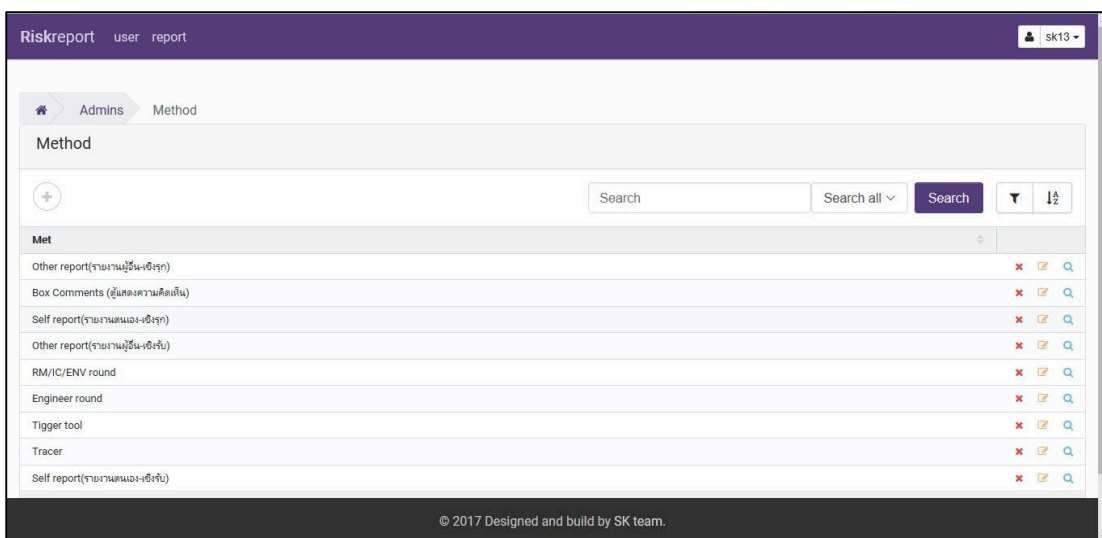 Riskreport user report sk13
Admins Method
Method
Search Search all Search
Met
Other report(รายงานผู้อื่น-เชิงรุก)
Box Comments (ตู้แสดงความคิดเห็น)
Self report(รายงานตนเอง-เชิงรุก)
Other report(รายงานผู้อื่น-เชิงรับ)
RM/IC/ENV round
Engineer round
Tigger tool
Tracer
Self report(รายงานตนเอง-เชิงรับ)
© 2017 Designed and build by SK team.